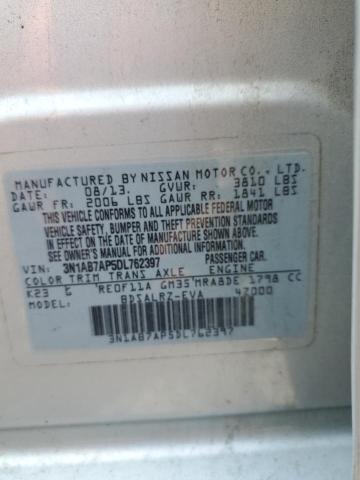 MANUFACTURED BY NISSAN MOTOR CO., LTD.
DATE: 08/13. GVWR: 3810 LBS
GAWR FR: 2006 LBS GAWR RR: 1841 LBS
THIS VEHICLE CONFORMS TO ALL APPLICABLE FEDERAL MOTOR
VEHICLE SAFETY, BUMPER AND THEFT PREVENTION STANDARDS
IN EFFECT ON THE DATE OF MANUFACTURE SHOWN ABOVE.
SEE OWNER'S MANUAL FOR ADDITIONAL INFORMATION.
VIN: 3N1AB7AP5DL762397 PASSENGER CAR.
COLOR TRIM TRANS AXLE ENGINE
K23 G RE0F11A GM35 MRA8DE 1798 CC
MODEL: BDSALRZ-EVA 47000
3N1AB7AP5DL762397